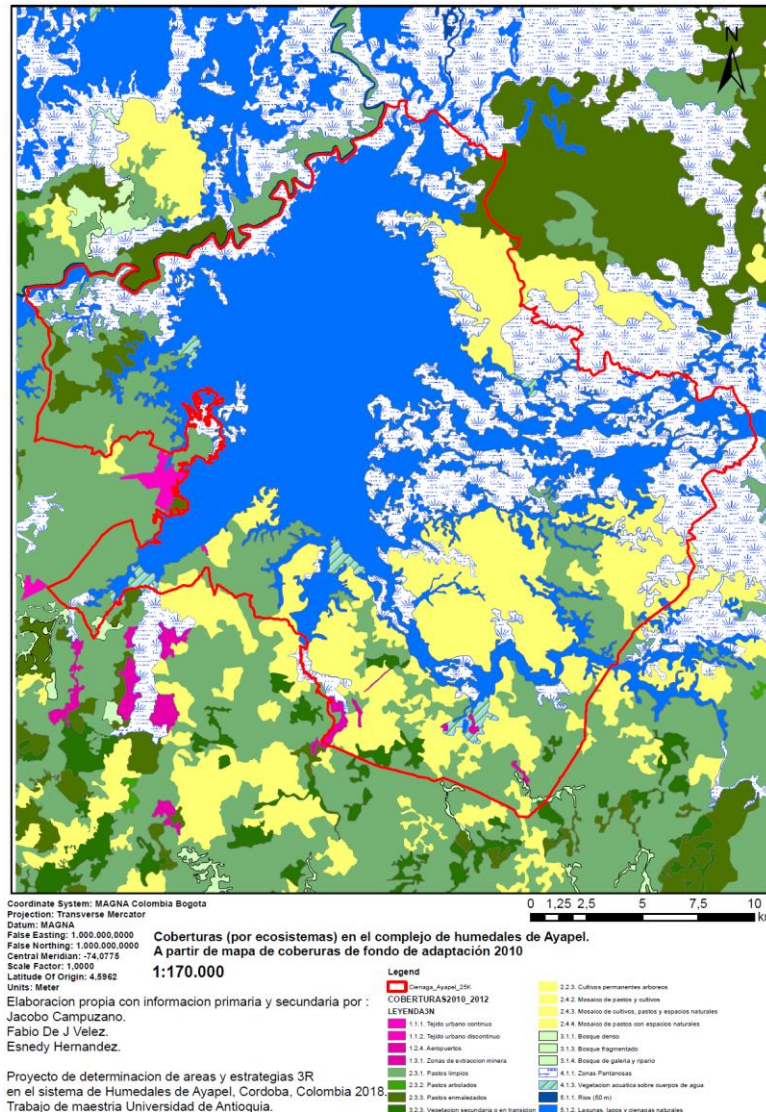 N
Coordinate System: MAGNA Colombia Bogota
Projection: Transverse Mercator
Datum: MAGNA
False Easting: 1.000.000,0000
False Northing: 1.000.000,0000
Central Meridian: -74,0775
Scale Factor: 1,0000
Latitude Of Origin: 4,5962
Units: Meter
Elaboracion propia con informacion primaria y secundaria por :
Jacobo Campuzano.
Fabio De J Velez.
Esnedy Hernandez.
Proyecto de determinacion de areas y estrategias 3R
en el sistema de Humedales de Ayapel, Cordoba, Colombia 2018.
Trabajo de maestria Universidad de Antioquia.
Coberturas (por ecosistemas) en el complejo de humedales de Ayapel.
A partir de mapa de coberuras de fondo de adaptación 2010
1:170.000
0 1,25 2,5 5 7,5 10
Legend
Cienaga_Ayapel_25K
COBERTURAS2010_2012
LEYENDA3N
1.1.1. Tejido urbano continuo
1.1.2. Tejido urbano discontinuo
1.2.4. Aeropuertos
1.3.1. Zonas de extraccion minera
2.3.1. Pastos limpios
2.3.2. Pastos arbolados
2.3.3. Pastos enmalezados
3.2.3. Vegetacion secundaria o en transicion
2.2.3. Cultivos permanentes arboreos
2.4.2. Mosaico de pastos y cultivos
2.4.3. Mosaico de cultivos, pastos y espacios naturales
2.4.4. Mosaico de pastos con espacios naturales
3.1.1. Bosque denso
3.1.3. Bosque fragmentado
3.1.4. Bosque de galeria y ripario
4.1.1. Zonas Pantanosas
4.1.3. Vegetacion acuática sobre cuerpos de agua
5.1.1. Rios (50 m)
5.1.2. Lagunas, lagos y cienagas naturales